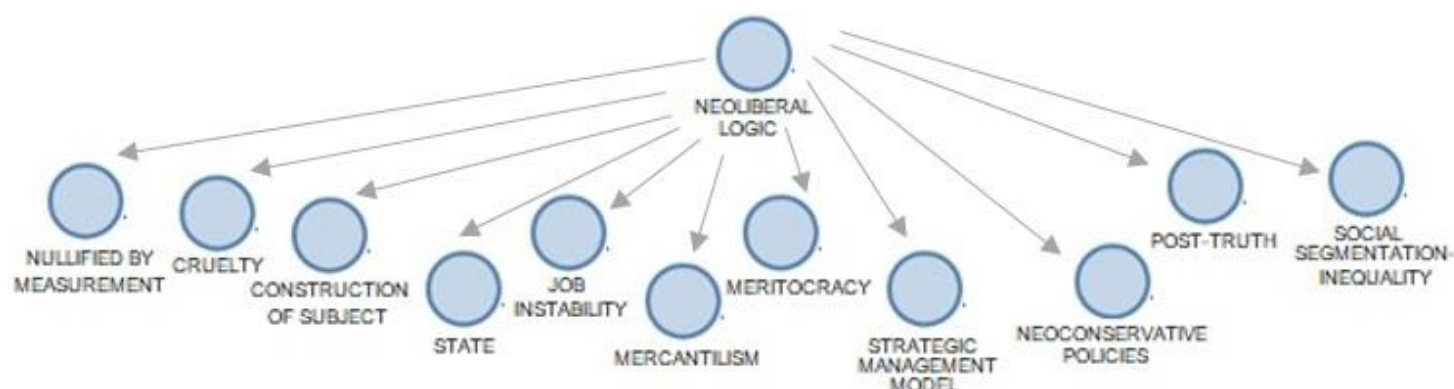 NEOLIBERAL
LOGIC
NULLIFIED BY
MEASUREMENT
CRUELTY
CONSTRUCTION
OF SUBJECT
STATE
JOB
INSTABILITY
MERCANTILISM
MERITOCRACY
STRATEGIC
MANAGEMENT
MODEL
NEOCONSERVATIVE
POLICIES
POST-TRUTH
SOCIAL
SEGMENTATION-
INEQUALITY